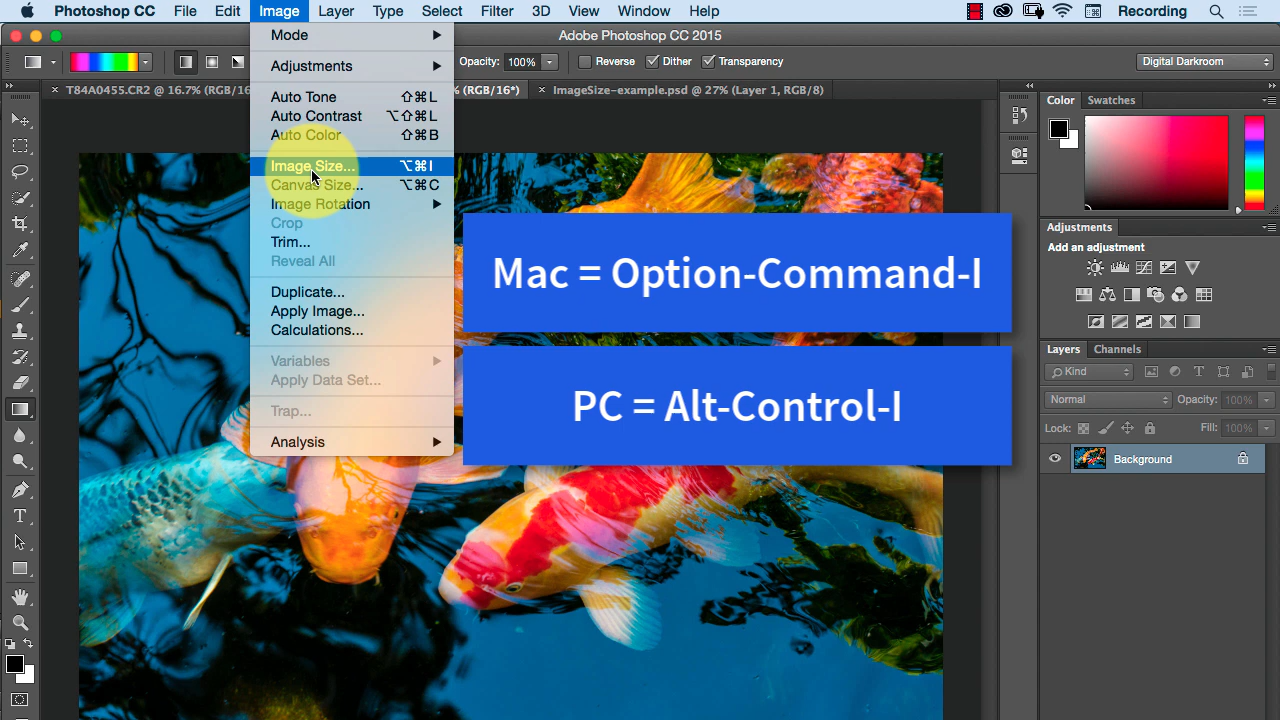 Photoshop CC File Edit Image Layer Type Select Filter 3D View Window Help Recording
Adobe Photoshop CC 2015
Opacity: 100% Reverse Dither Transparency Digital Darkroom
× T84A0455.CR2 @ 16.7% (RGB/16 % (RGB/16*) × ImageSize-example.psd @ 27% (Layer 1, RGB/8)
Mode
Adjustments
Auto Tone ⇧⌘L
Auto Contrast ⌥⇧⌘L
Auto Color ⇧⌘B
Image Size... ⌥⌘I
Canvas Size... ⌥⌘C
Image Rotation
Crop
Trim...
Reveal All
Duplicate...
Apply Image...
Calculations...
Variables
Apply Data Set...
Trap...
Analysis
Mac = Option-Command-I
PC = Alt-Control-I
Color Swatches
Adjustments
Add an adjustment
Layers Channels
Kind
Normal Opacity: 100%
Lock: Fill: 100%
Background